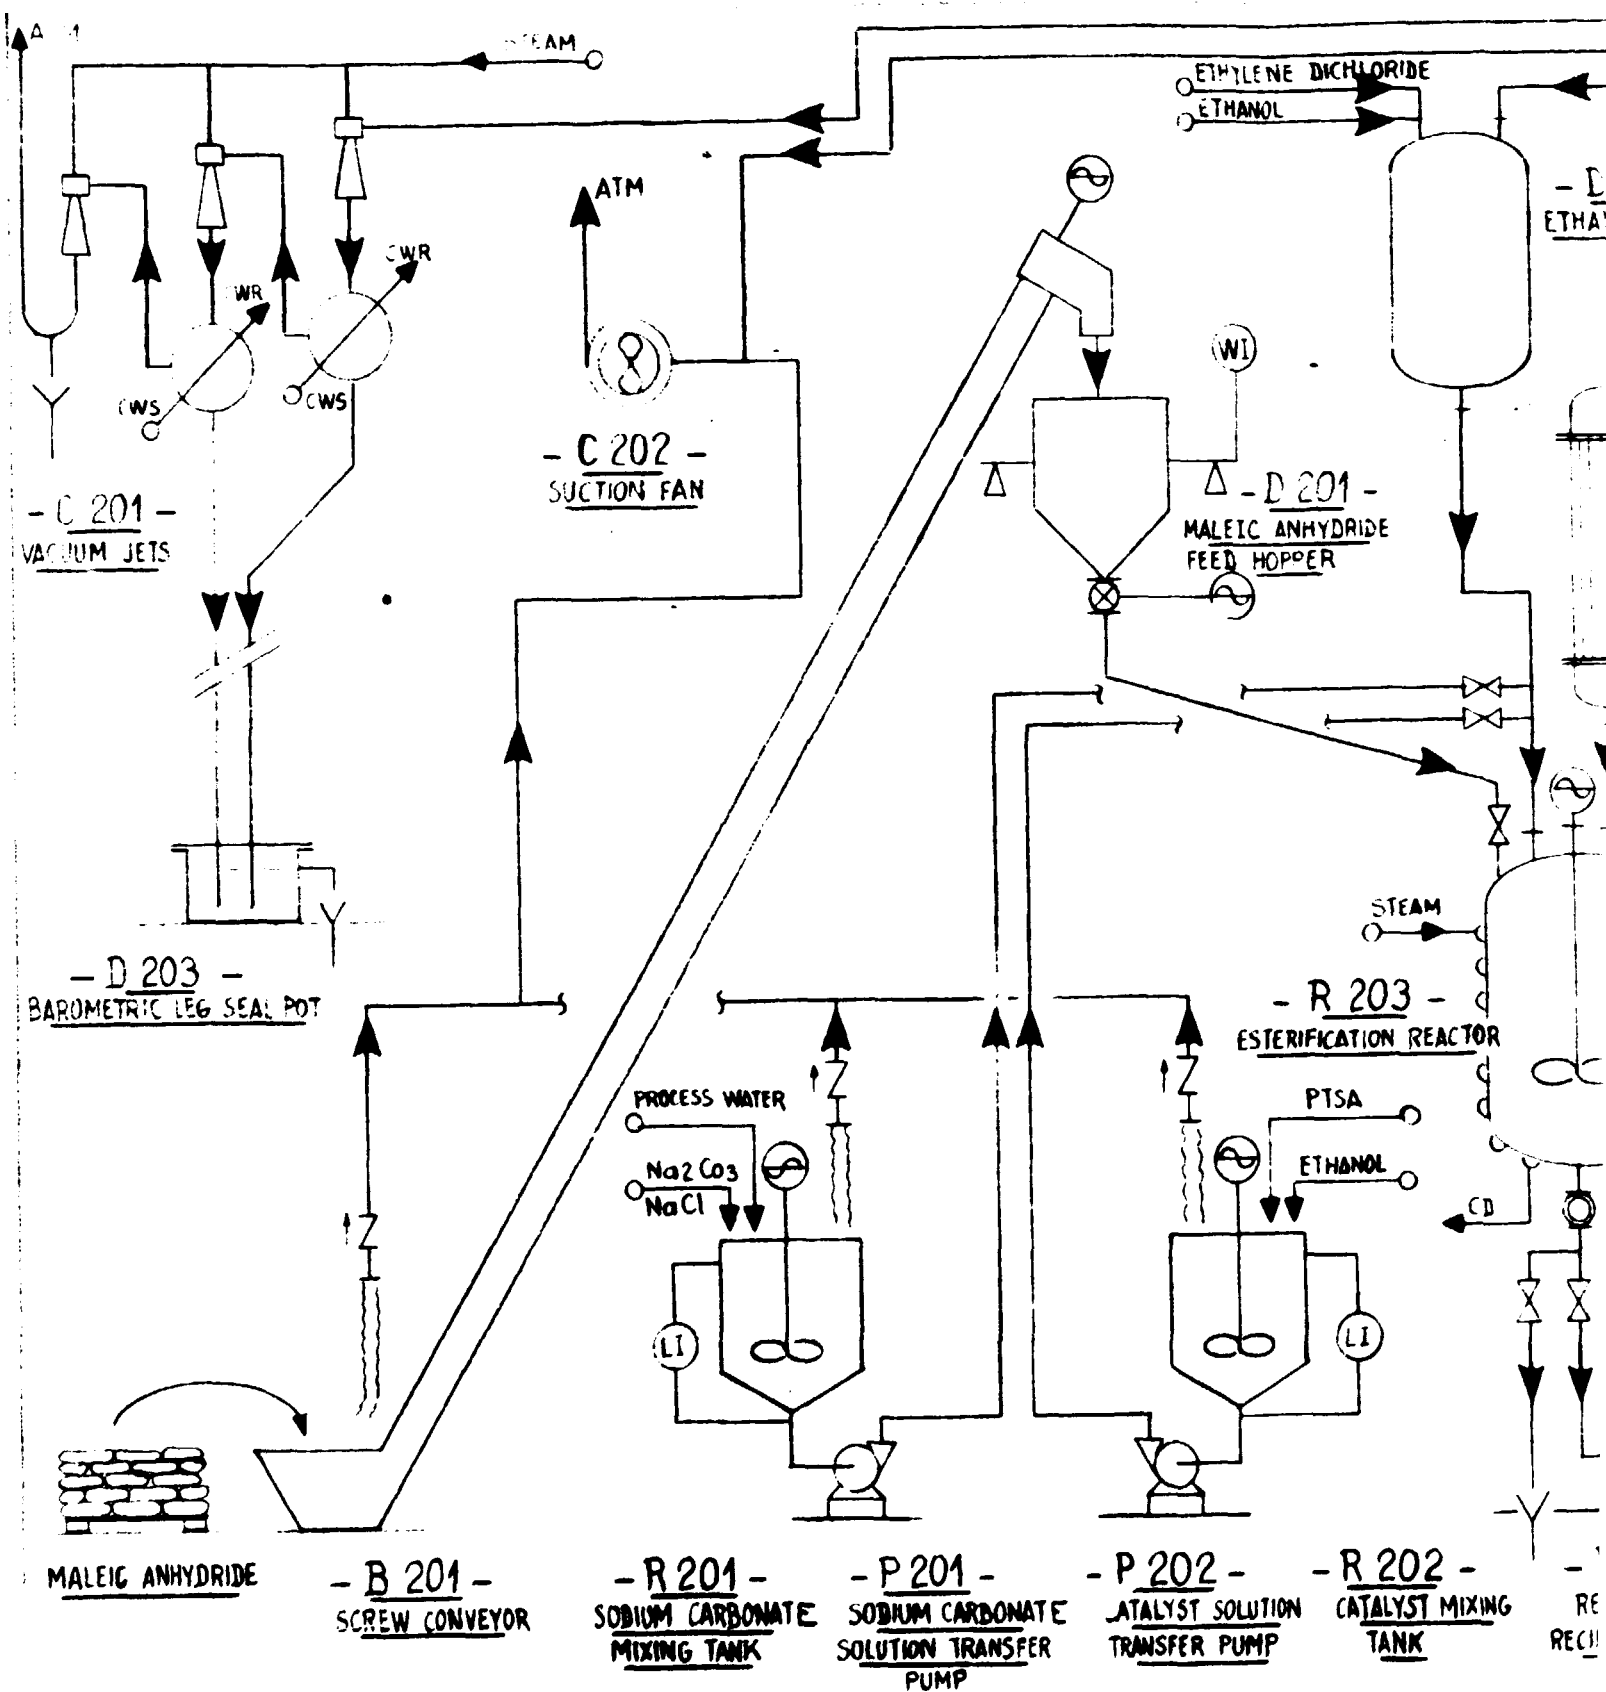 STEAM
ETHYLENE DICHLORIDE
ETHANOL
ATM
CWR
CWS
CWS
WI
- C 202 -
SUCTION FAN
- C 201 -
VACUUM JETS
- D 201 -
MALEIC ANHYDRIDE
FEED HOPPER
STEAM
- D 203 -
BAROMETRIC LEG SEAL POT
- R 203 -
ESTERIFICATION REACTOR
PROCESS WATER
PTSA
Na2Co3
NaCl
ETHANOL
CD
LI
LI
MALEIC ANHYDRIDE
- B 201 -
SCREW CONVEYOR
- R 201 -
SODIUM CARBONATE
MIXING TANK
- P 201 -
SODIUM CARBONATE
SOLUTION TRANSFER
PUMP
- P 202 -
ATALYST SOLUTION
TRANSFER PUMP
- R 202 -
CATALYST MIXING
TANK